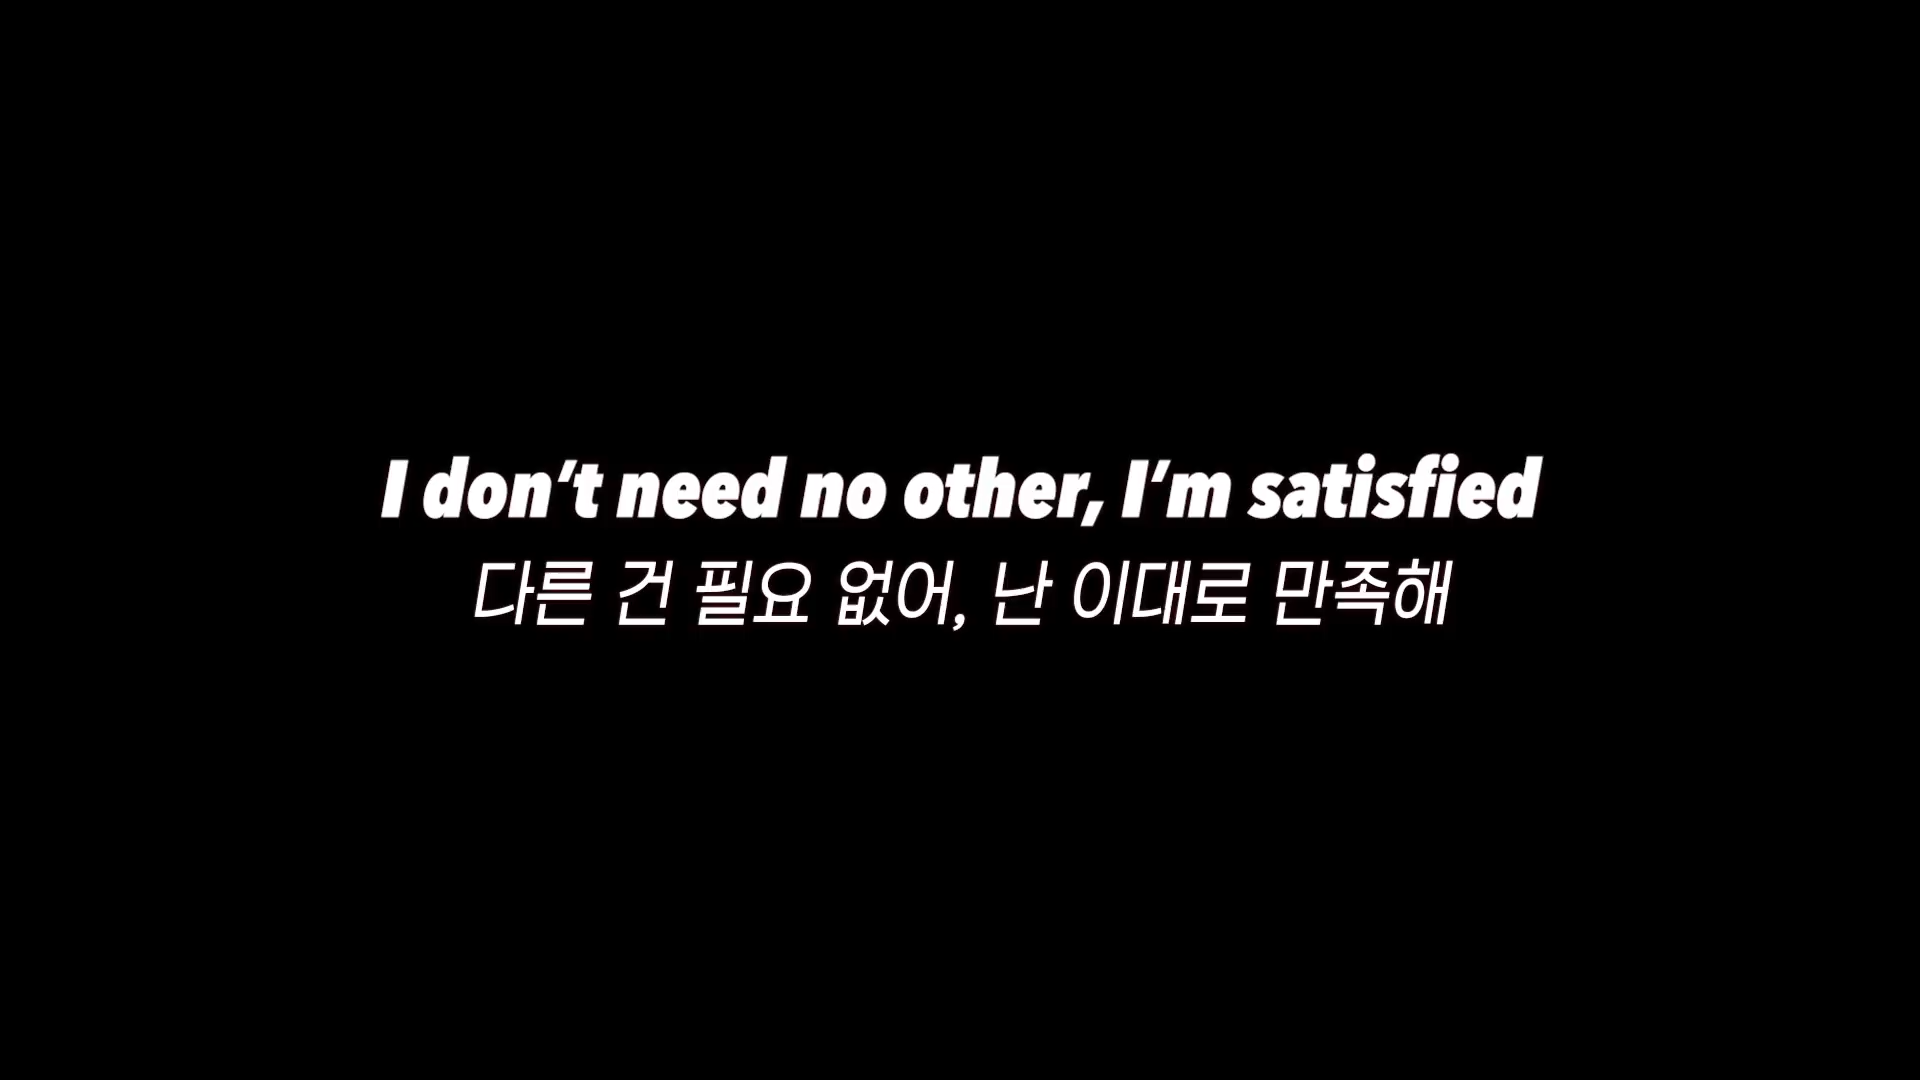 I don’t need no other, I’m satisfied
다른 건 필요 없어, 난 이대로 만족해